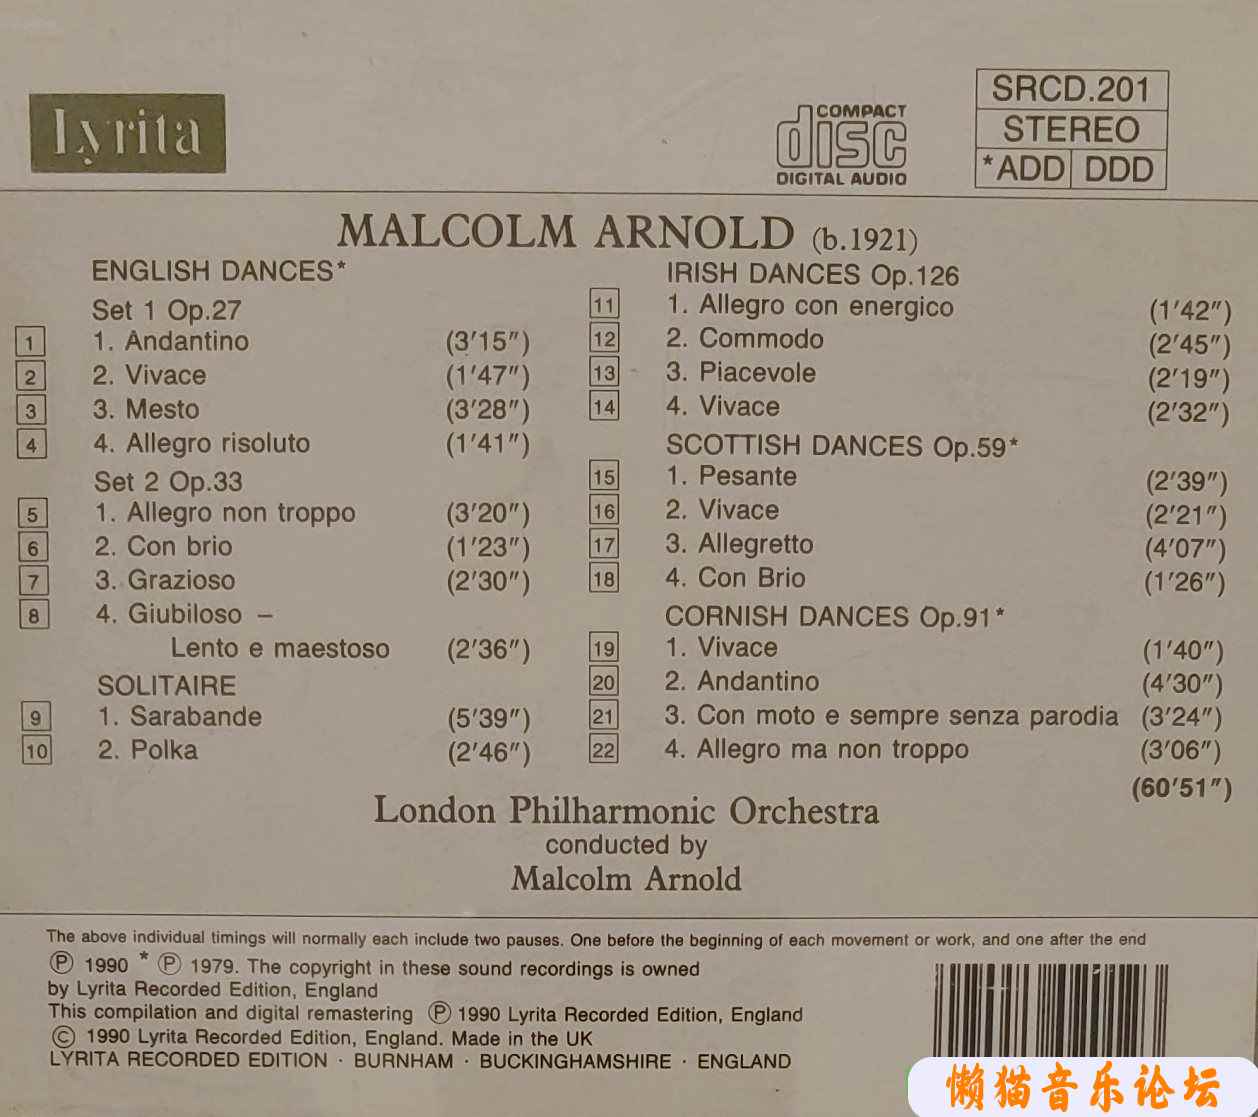 Lyrita
COMPACT
disc
DIGITAL AUDIO
SRCD.201
STEREO
*ADD DDD
MALCOLM ARNOLD (b.1921)
ENGLISH DANCES*
Set 1 Op.27
1 1. Andantino (3′15″)
2 2. Vivace (1′47″)
3 3. Mesto (3′28″)
4 4. Allegro risoluto (1′41″)
Set 2 Op.33
5 1. Allegro non troppo (3′20″)
6 2. Con brio (1′23″)
7 3. Grazioso (2′30″)
8 4. Giubiloso –
Lento e maestoso (2′36″)
SOLITAIRE
9 1. Sarabande (5′39″)
10 2. Polka (2′46″)
IRISH DANCES Op.126
11 1. Allegro con energico (1′42″)
12 2. Commodo (2′45″)
13 3. Piacevole (2′19″)
14 4. Vivace (2′32″)
SCOTTISH DANCES Op.59*
15 1. Pesante (2′39″)
16 2. Vivace (2′21″)
17 3. Allegretto (4′07″)
18 4. Con Brio (1′26″)
CORNISH DANCES Op.91*
19 1. Vivace (1′40″)
20 2. Andantino (4′30″)
21 3. Con moto e sempre senza parodia (3′24″)
22 4. Allegro ma non troppo (3′06″)
(60′51″)
London Philharmonic Orchestra
conducted by
Malcolm Arnold
The above individual timings will normally each include two pauses. One before the beginning of each movement or work, and one after the end
Ⓟ 1990 * Ⓟ 1979. The copyright in these sound recordings is owned
by Lyrita Recorded Edition, England
This compilation and digital remastering Ⓟ 1990 Lyrita Recorded Edition, England
© 1990 Lyrita Recorded Edition, England. Made in the UK
LYRITA RECORDED EDITION · BURNHAM · BUCKINGHAMSHIRE · ENGLAND
懒猫音乐论坛